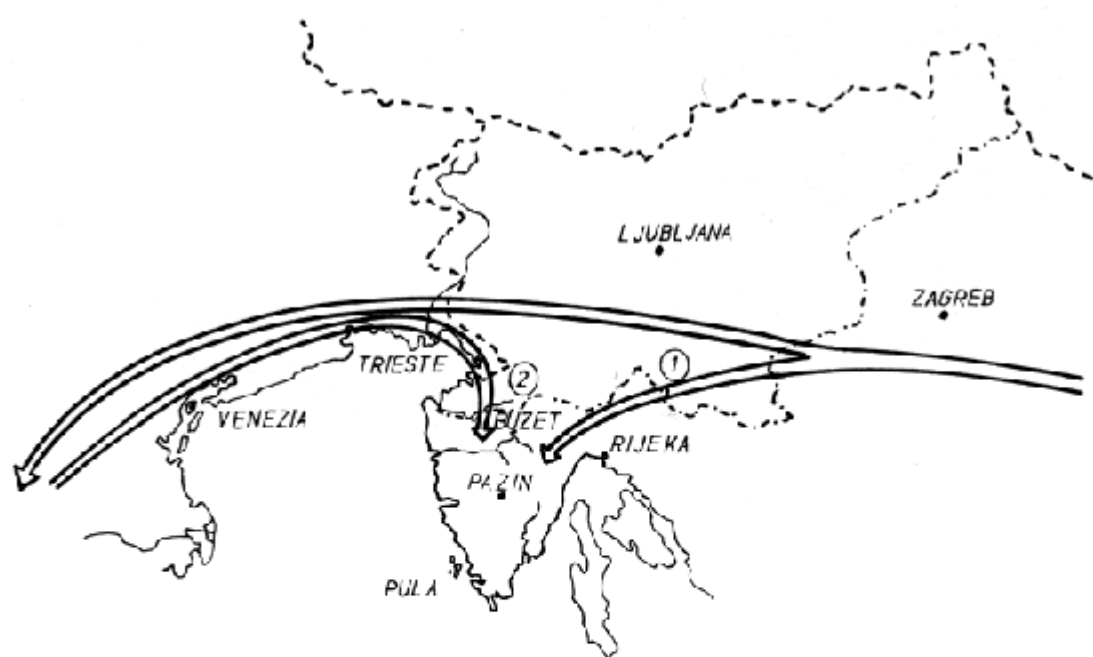 LJUBLJANA
ZAGREB
TRIESTE
1
2
VENEZIA
BUZET
RIJEKA
PAZIN
PULA